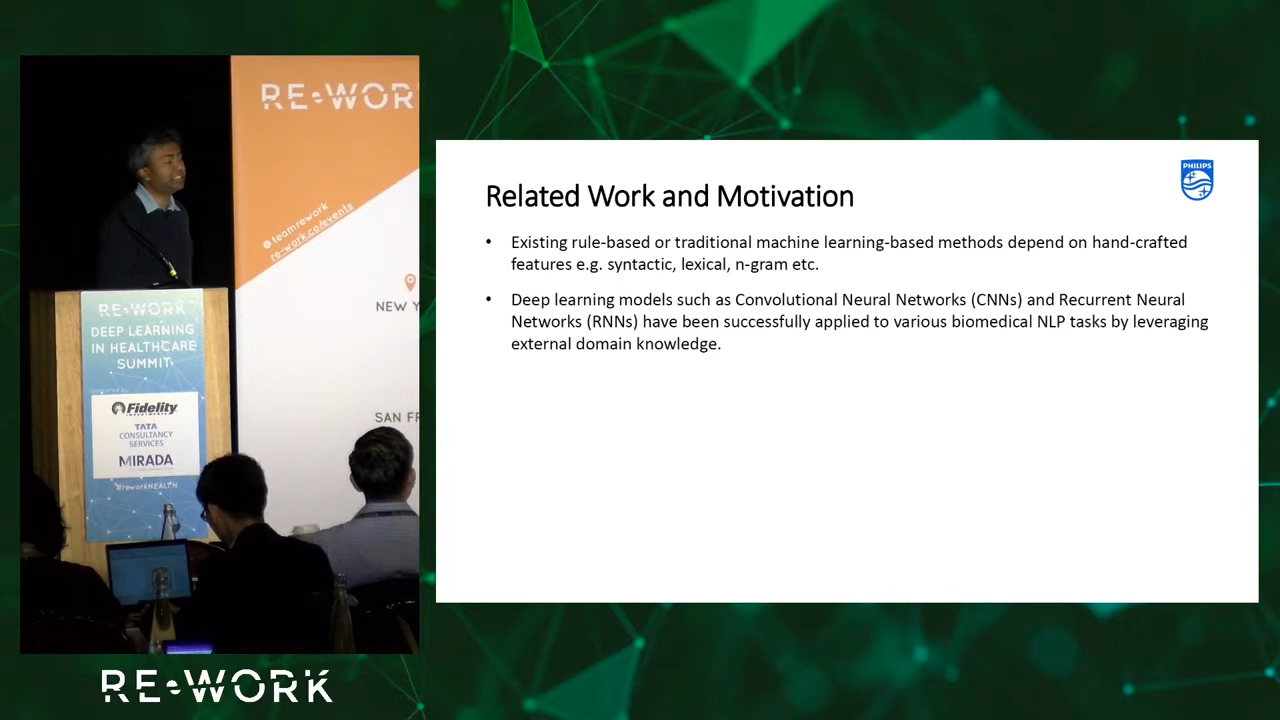 RE•WOR
@teamrework
re-work.co/events
NEW Y
SAN FR
RE•WORK
DEEP LEARNING
IN HEALTHCARE
SUMMIT
Fidelity
INVESTMENTS
TATA
CONSULTANCY
SERVICES
MIRADA
#reworkHEALTH
RE•WORK
PHILIPS
Related Work and Motivation
• Existing rule-based or traditional machine learning-based methods depend on hand-crafted
features e.g. syntactic, lexical, n-gram etc.
• Deep learning models such as Convolutional Neural Networks (CNNs) and Recurrent Neural
Networks (RNNs) have been successfully applied to various biomedical NLP tasks by leveraging
external domain knowledge.